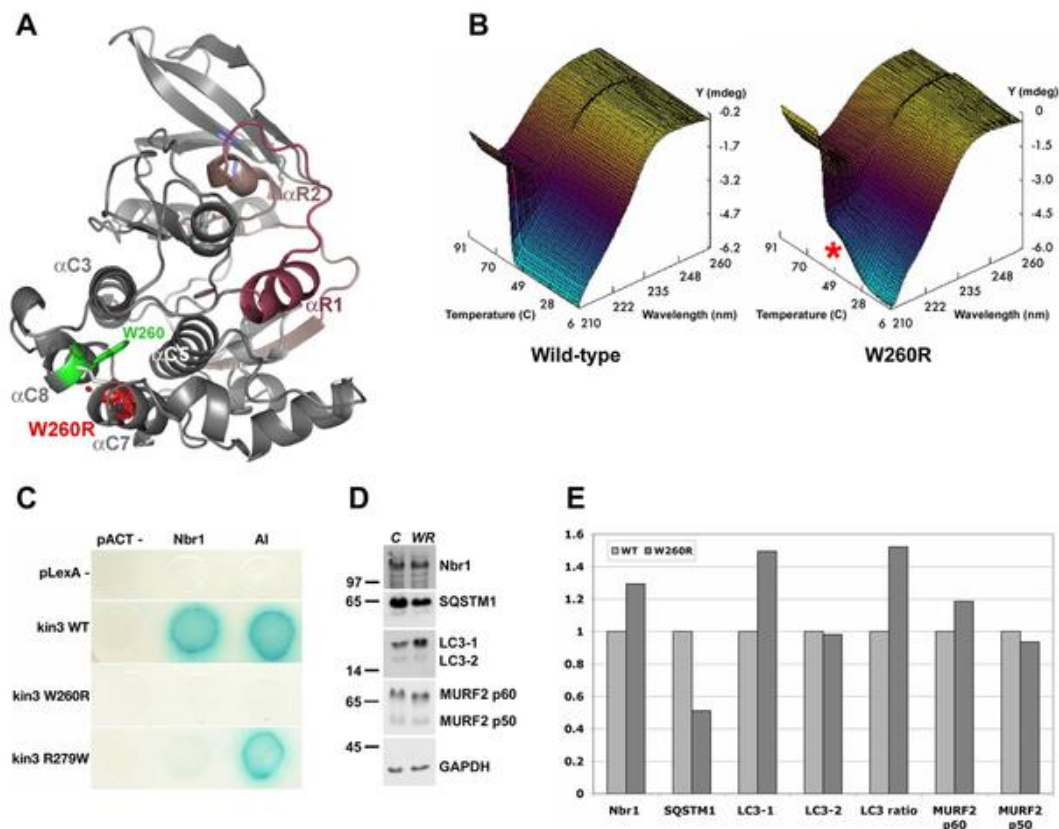 A
αR2
αC3
αR1
W260
αC5
αC8
W260R
αC7
B
Y (mdeg)
-0.2
-1.5
-3.2
-4.7
-6.2
260
248
235
222
210
91
70
49
28
6
Temperature (C)
Wavelength (nm)
Wild-type
Y (mdeg)
0
-1.5
-3.0
-4.5
-6.0
260
248
235
222
210
91
70
*
49
28
6
Temperature (C)
Wavelength (nm)
W260R
C
pACT - Nbr1 AI
pLexA -
kin3 WT
kin3 W260R
kin3 R279W
D
C WR
Nbr1
97
65 SQSTM1
LC3-1
LC3-2
14
MURF2 p60
65
MURF2 p50
45
GAPDH
E
WT W260R
1.6
1.4
1.2
1
0.8
0.6
0.4
0.2
0
Nbr1 SQSTM1 LC3-1 LC3-2 LC3 ratio MURF2 MURF2
p60 p50